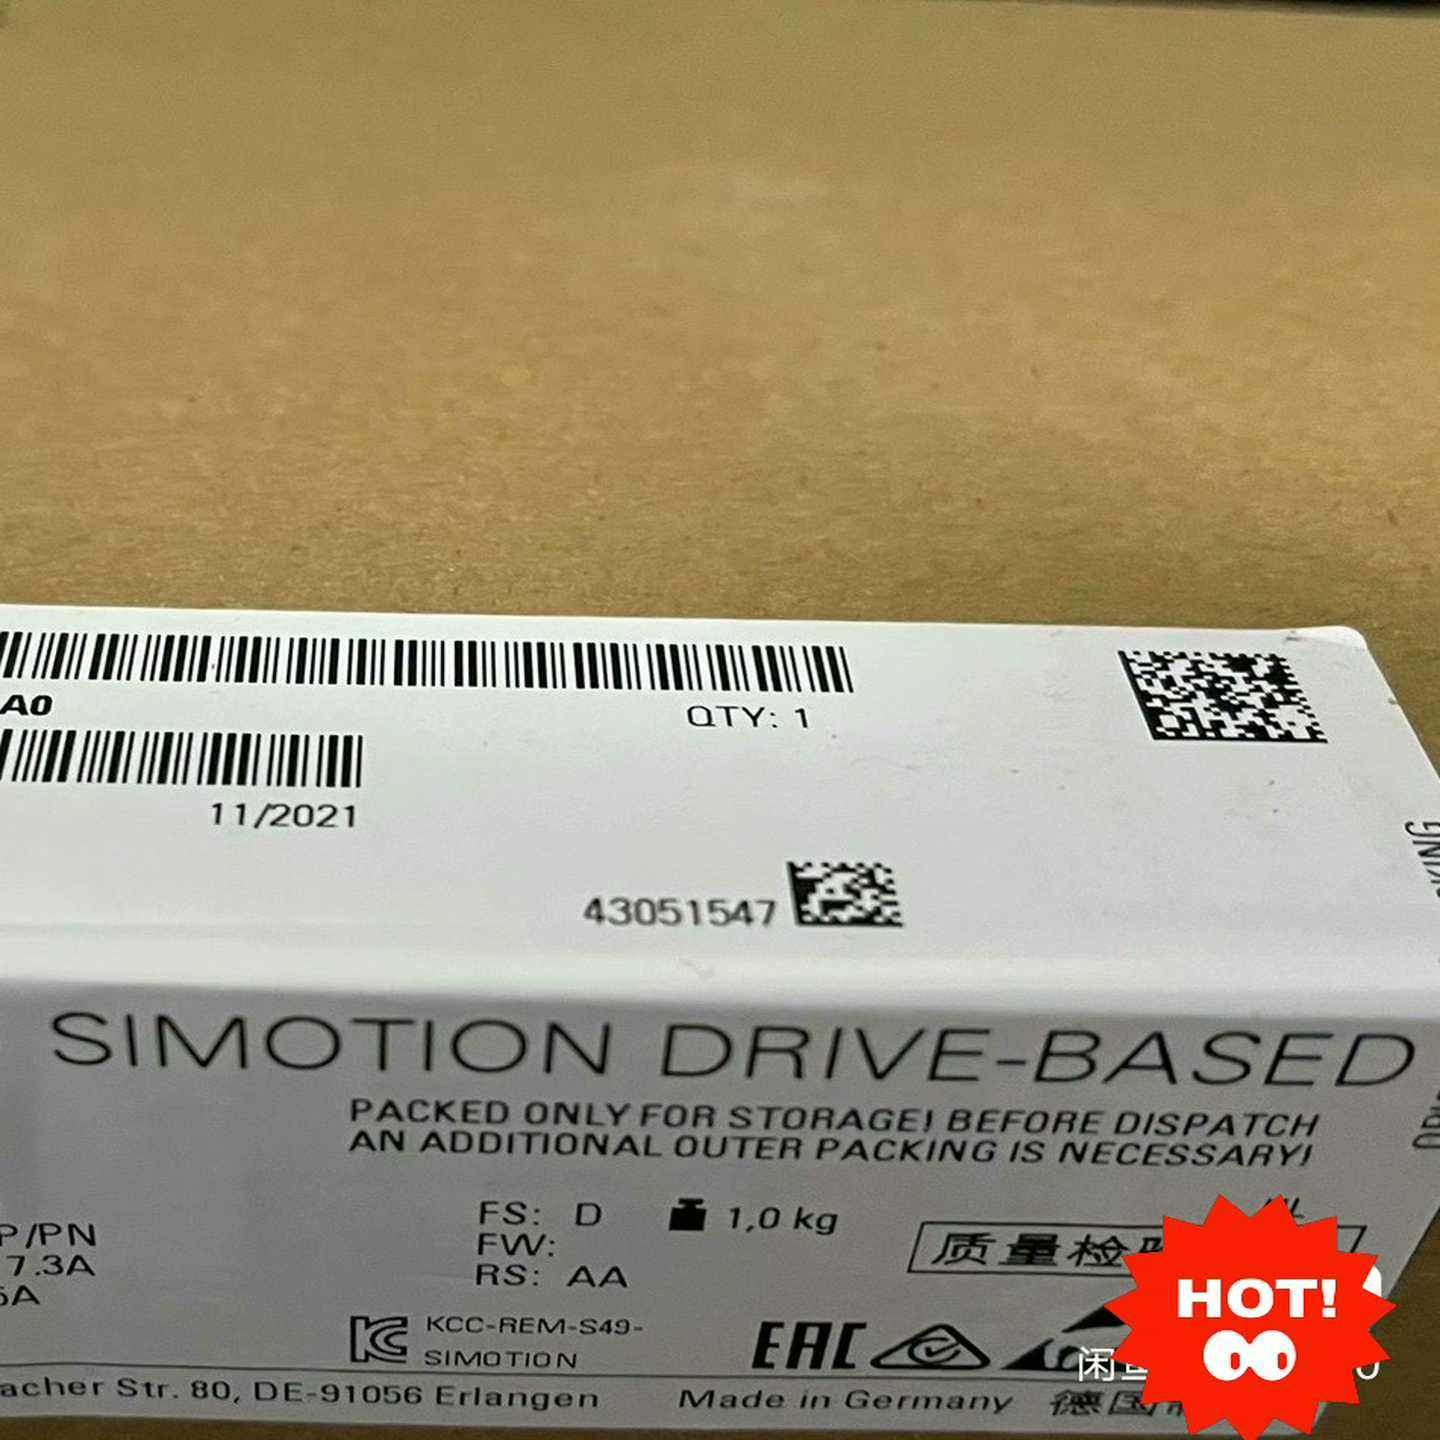 A0
QTY: 1
11/2021
43051547
SIMOTION DRIVE-BASED
PACKED ONLY FOR STORAGE! BEFORE DISPATCH
AN ADDITIONAL OUTER PACKING IS NECESSARY!
P/PN
7.3A
FS: D
1,0 kg
FW:
RS: AA
质量检
KCC-REM-S49-
SIMOTION
EAC
acher Str. 80, DE-91056 Erlangen
Made in Germany
德国
HOT!
闲